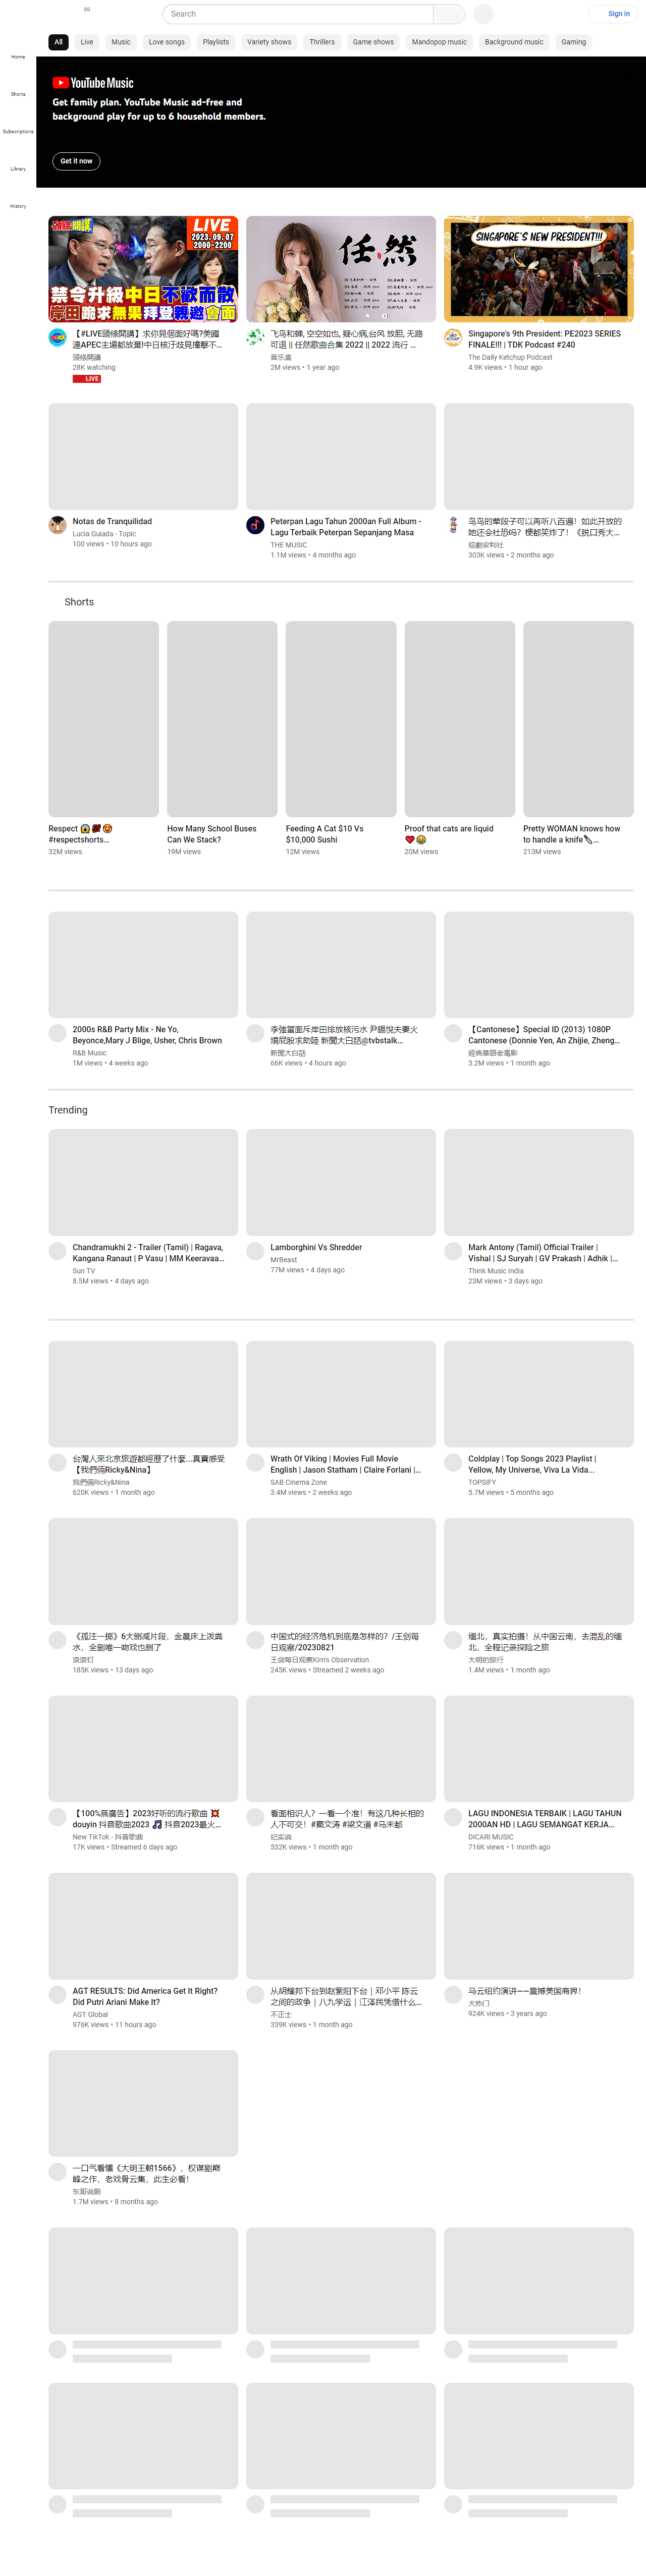 SG
Search
Sign in
All
Live
Music
Love songs
Playlists
Variety shows
Thrillers
Game shows
Mandopop music
Background music
Gaming
Home
Shorts
Subscriptions
Library
History
YouTube Music
Get family plan. YouTube Music ad-free and
background play for up to 6 household members.
Get it now
LIVE
2023.09.07
2000~2200
禁令升級 中日不歡而散
岸田跪求無果拜登親邀會面
任然
SINGAPORE'S NEW PRESIDENT!!!
【#LIVE頭條開講】求你見個面好嗎?美國
連APEC主場都放棄!中日核汙歧見撞擊不...
頭條開講
28K watching
LIVE
飞鸟和蝉, 空空如也, 疑心病,台风 放胆, 无路
可退 || 任然歌曲合集 2022 || 2022 流行 ...
音乐盒
2M views • 1 year ago
Singapore's 9th President: PE2023 SERIES
FINALE!!! | TDK Podcast #240
The Daily Ketchup Podcast
4.9K views • 1 hour ago
Notas de Tranquilidad
Lucia Guiada - Topic
100 views • 10 hours ago
Peterpan Lagu Tahun 2000an Full Album -
Lagu Terbaik Peterpan Sepanjang Masa
THE MUSIC
1.1M views • 4 months ago
鸟鸟的荤段子可以再听八百遍！如此开放的
她还会社恐吗？梗都笑炸了！《脱口秀大...
综剧安利社
303K views • 2 months ago
Shorts
Respect 😱💯😍
#respectshorts...
32M views
How Many School Buses
Can We Stack?
19M views
Feeding A Cat $10 Vs
$10,000 Sushi
12M views
Proof that cats are liquid
❤️😂
20M views
Pretty WOMAN knows how
to handle a knife🔪...
213M views
2000s R&B Party Mix - Ne Yo,
Beyonce,Mary J Blige, Usher, Chris Brown
R&B Music
1M views • 4 weeks ago
李強當面斥岸田排放核污水 尹錫悅夫妻火
燒屁股求助陸 新聞大白話@tvbstalk...
新聞大白話
66K views • 4 hours ago
【Cantonese】Special ID (2013) 1080P
Cantonese (Donnie Yen, An Zhijie, Zheng...
經典粵語老電影
3.2M views • 1 month ago
Trending
Chandramukhi 2 - Trailer (Tamil) | Ragava,
Kangana Ranaut | P Vasu | MM Keeravaa...
Sun TV
8.5M views • 4 days ago
Lamborghini Vs Shredder
MrBeast
77M views • 4 days ago
Mark Antony (Tamil) Official Trailer |
Vishal | SJ Suryah | GV Prakash | Adhik |...
Think Music India
23M views • 3 days ago
台灣人來北京旅遊都經歷了什麼...真實感受
【我們倆Ricky&Nina】
我們倆Ricky&Nina
620K views • 1 month ago
Wrath Of Viking | Movies Full Movie
English | Jason Statham | Claire Forlani |...
SAB Cinema Zone
3.4M views • 2 weeks ago
Coldplay | Top Songs 2023 Playlist |
Yellow, My Universe, Viva La Vida...
TOPSIFY
5.7M views • 5 months ago
《孤注一掷》6大删减片段，金晨床上泼粪
水，全剧唯一吻戏也删了
浪浪钉
185K views • 13 days ago
中国式的经济危机到底是怎样的？/王剑每
日观察/20230821
王剑每日观察Kim's Observation
245K views • Streamed 2 weeks ago
缅北，真实拍摄！从中国云南，去混乱的缅
北，全程记录探险之旅
大明的旅行
1.4M views • 1 month ago
【100%無廣告】2023好听的流行歌曲 💥
douyin 抖音歌曲2023 🎵 抖音2023最火...
New TikTok - 抖音歌曲
17K views • Streamed 6 days ago
看面相识人？一看一个准！有这几种长相的
人不可交！#窦文涛 #梁文道 #马未都
纪实说
532K views • 1 month ago
LAGU INDONESIA TERBAIK | LAGU TAHUN
2000AN HD | LAGU SEMANGAT KERJA...
DICARI MUSIC
716K views • 1 month ago
AGT RESULTS: Did America Get It Right?
Did Putri Ariani Make It?
AGT Global
976K views • 11 hours ago
从胡耀邦下台到赵紫阳下台｜邓小平 陈云
之间的政争｜八九学运｜江泽民凭借什么...
不正士
339K views • 1 month ago
马云纽约演讲——震撼美国商界！
大热门
924K views • 3 years ago
一口气看懂《大明王朝1566》，权谋剧巅
峰之作，老戏骨云集，此生必看！
东哥说剧
1.7M views • 8 months ago